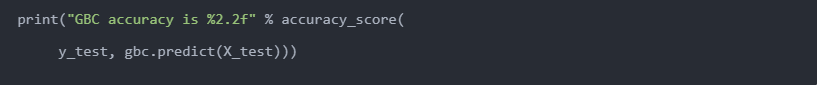 print("GBC accuracy is %2.2f" % accuracy_score(
     y_test, gbc.predict(X_test)))